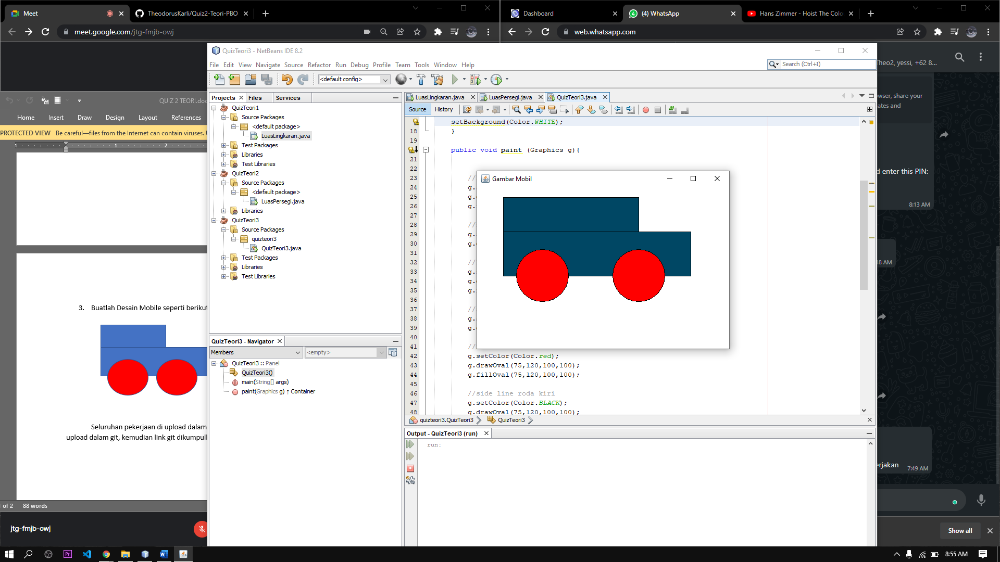 Meet
TheodorusKarli/Quiz2-Teori-PBO
Dashboard
(4) WhatsApp
Hans Zimmer - Hoist The Colo
meet.google.com/jtg-fmjb-owj
web.whatsapp.com
QuizTeori3 - NetBeans IDE 8.2
File Edit View Navigate Source Refactor Run Debug Profile Team Tools Window Help
Search (Ctrl+I)
<default config>
Theo2, yessi, +62 8...
QUIZ 2 TEORI.doc
Home Insert Draw Design Layout References
PROTECTED VIEW Be careful—files from the Internet can contain viruses.
1 1 2
3. Buatlah Desain Mobile seperti berikut
Seluruhan pekerjaan di upload dalam
upload dalam git, kemudian link git dikumpulk
of 2 88 words
jtg-fmjb-owj
Projects Files Services
QuizTeori1
Source Packages
<default package>
LuasLingkaran.java
Test Packages
Libraries
Test Libraries
QuizTeori2
Source Packages
<default package>
LuasPersegi.java
Libraries
QuizTeori3
Source Packages
quizteori3
QuizTeori3.java
Test Packages
Libraries
Test Libraries
QuizTeori3 - Navigator
Members
<empty>
QuizTeori3 :: Panel
QuizTeori3()
main(String[] args)
paint(Graphics g) ↑ Container
LuasLingkaran.java LuasPersegi.java QuizTeori3.java
Source History
setBackground(Color.WHITE);
18 }
19
public void paint (Graphics g){
21
22
23 //
24 g.
25 g.
26 g.
27
28 //
29 g.
30 g.
31
32 //
33 g.
34 g.
35 g.
36
37 //
38 g.
39 g.
40
41 //
42 g.setColor(Color.red);
43 g.drawOval(75,120,100,100);
44 g.fillOval(75,120,100,100);
45
46 //side line roda kiri
47 g.setColor(Color.BLACK);
48 g.drawOval(75,120,100,100);
Gambar Mobil
quizteori3.QuizTeori3 QuizTeori3
Output - QuizTeori3 (run)
run:
wser, share your
ates and
d enter this PIN:
8:13 AM
48 AM
erjakan
7:49 AM
Show all
8:55 AM